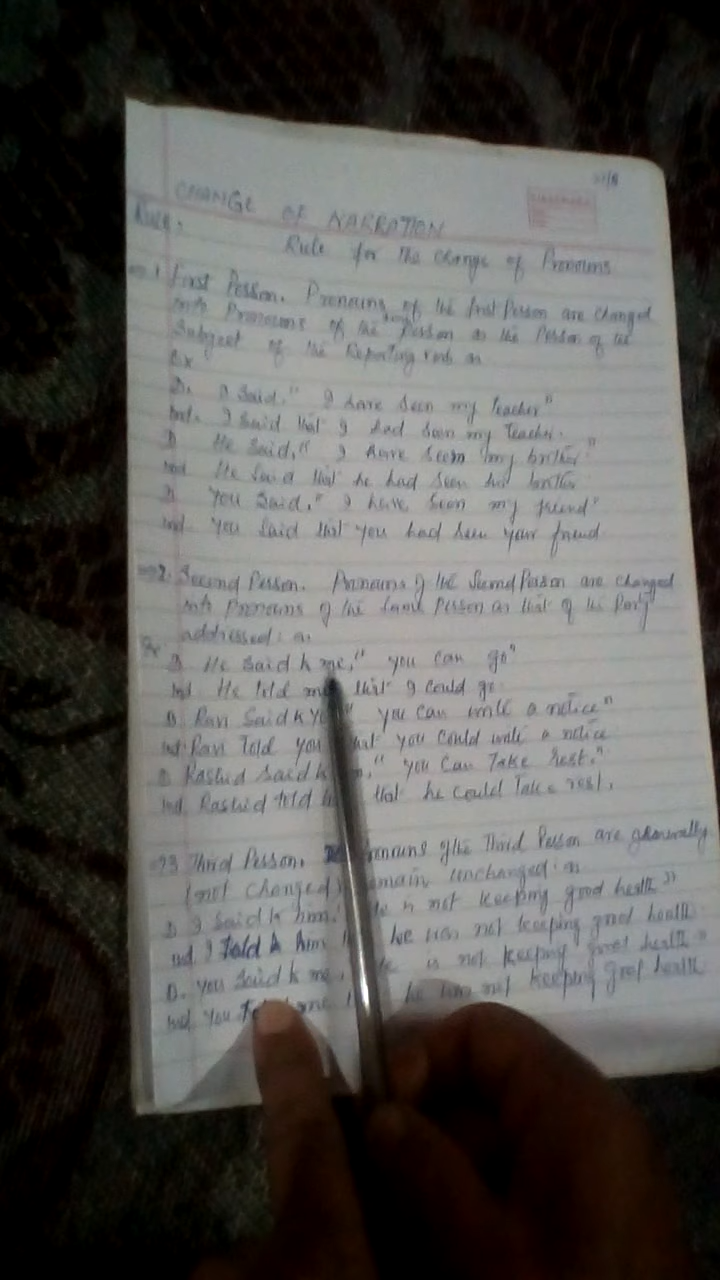 CHANGE OF NARRATION
Rule:
Rule for the change of Pronouns
1. First Person. Pronouns of the first Person are changed
into Pronouns of the same Person as the Person of the
Subject of the Reporting verb as
Ex
D. I said," I have seen my teacher"
Ind. I said that I had seen my teacher.
D He said," I have seen my brother"
Ind He said that he had seen his brother
D You said," I have seen my friend"
Ind. You said that you had seen your friend
2. Second Person. Pronouns of the Second Person are changed
into Pronouns of the same Person as that of the Party
addressed: as
Ex
D He said to me," you can go"
Ind He told me that I could go
D. Ravi said to you" you can write a notice"
Ind Ravi told you that you could write a notice
D Rashid said to," you can take rest."
Ind. Rashid told that he could take rest.
3 Third Person. Pronouns of the Third Person are generally
(not changed) remain unchanged: as
D I said to him. is not keeping good health"
Ind. I told him he was not keeping good health
D. You said to me, is not keeping good health"
Ind You me he was not keeping good health